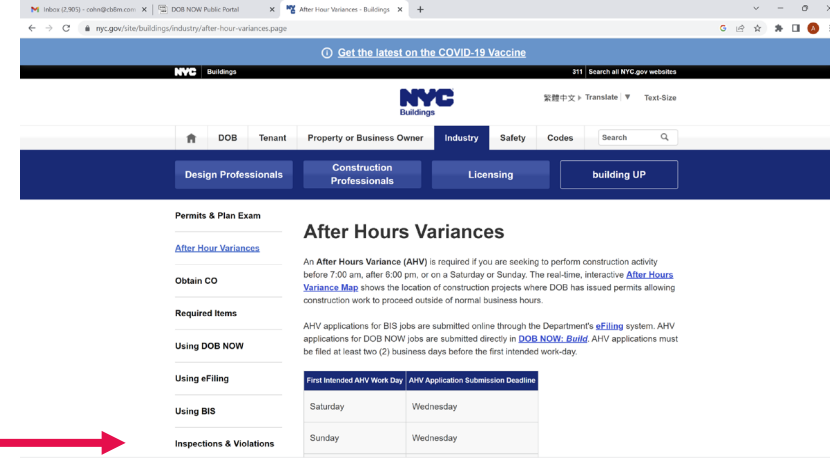 Inbox (2,905) - cohn@cblim.com
DOB NOW Public Portal
After Hour Variances - Buildings
nyc.gov/site/buildings/industry/after-hour-variances.page
Get the latest on the COVID-19 Vaccine
NYC Buildings 311 Search all NYC.gov websites
NYC
Buildings
繁體中文 Translate Text-Size
DOB Tenant Property or Business Owner Industry Safety Codes Search
Design Professionals
Construction
Professionals
Licensing
building UP
Permits & Plan Exam
After Hour Variances
Obtain CO
Required Items
Using DOB NOW
Using eFiling
Using BIS
Inspections & Violations
After Hours Variances
An After Hours Variance (AHV) is required if you are seeking to perform construction activity
before 7:00 am, after 6:00 pm, or on a Saturday or Sunday. The real-time, interactive After Hours
Variance Map shows the location of construction projects where DOB has issued permits allowing
construction work to proceed outside of normal business hours.
AHV applications for BIS jobs are submitted online through the Department's eFiling system. AHV
applications for DOB NOW jobs are submitted directly in DOB NOW: Build. AHV applications must
be filed at least two (2) business days before the first intended work-day.
First Intended AHV Work Day AHV Application Submission Deadline
Saturday Wednesday
Sunday Wednesday